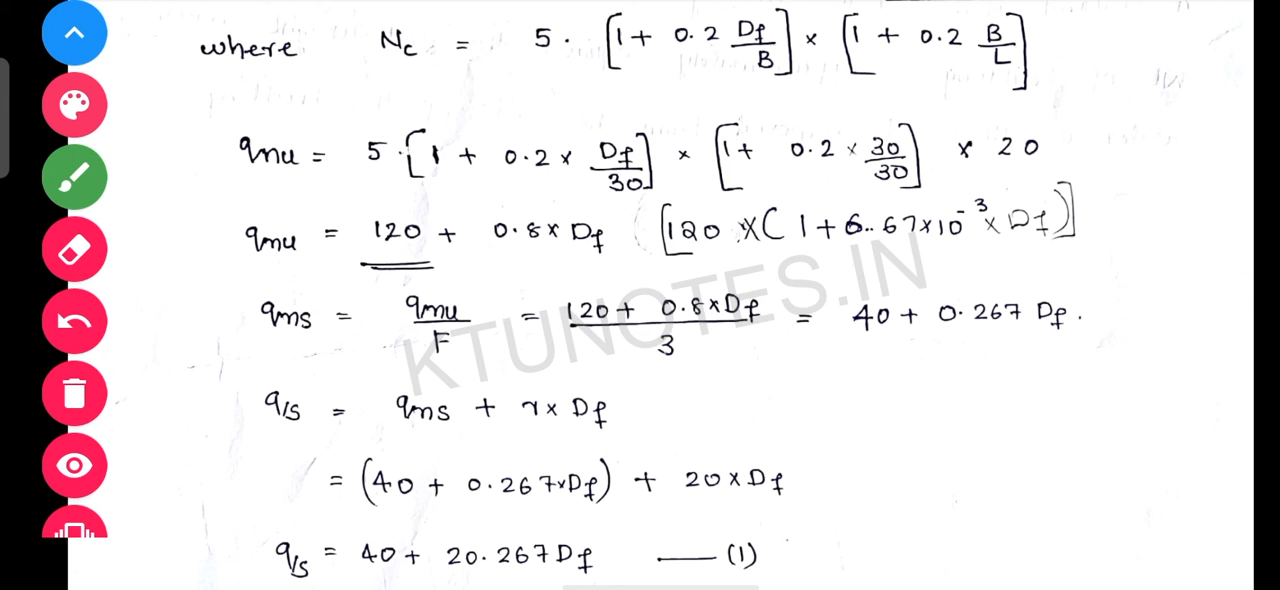 where Nc = 5 . [1 + 0.2 Df/B] × [1 + 0.2 B/L]
qnu = 5 . [1 + 0.2 × Df/30] × [1 + 0.2 × 30/30] × 20
qnu = 120 + 0.8 × Df [120 × (1 + 6.67 × 10^-3 × Df)]
KTUNOTES.IN
qns = qnu/F = (120 + 0.8 × Df)/3 = 40 + 0.267 Df.
q/s = qns + γ × Df
= (40 + 0.267 × Df) + 20 × Df
q/s = 40 + 20.267 Df —— (1)